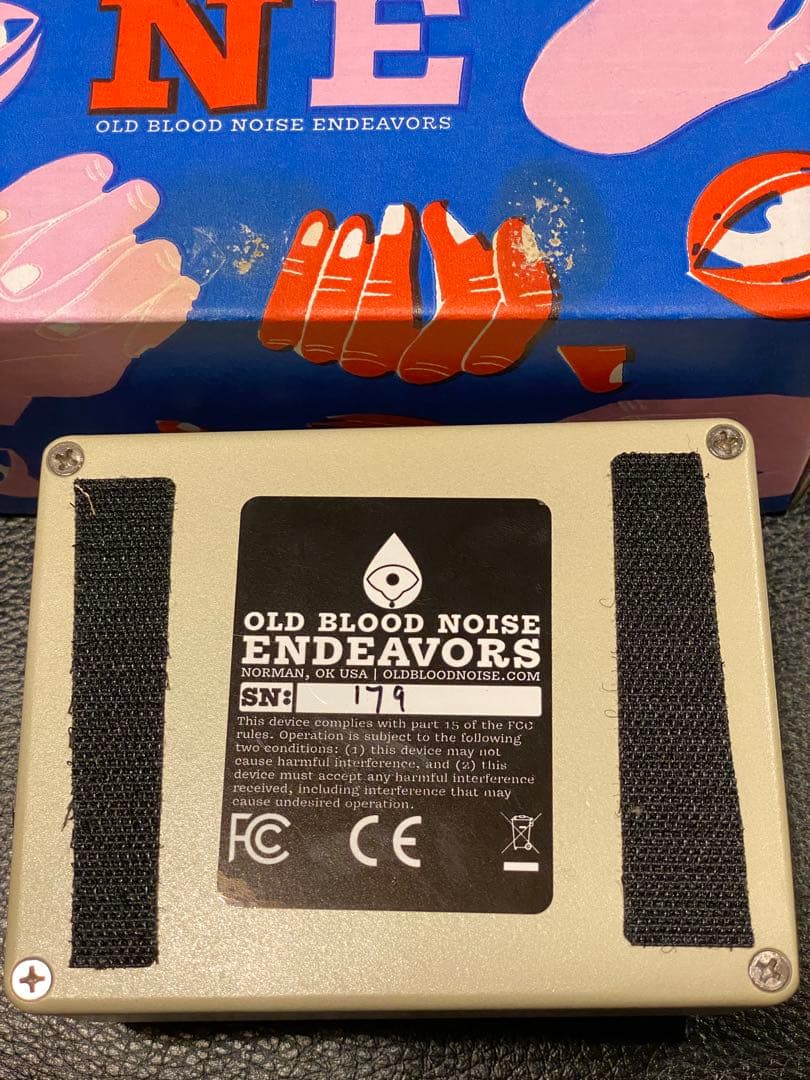 NE
OLD BLOOD NOISE ENDEAVORS
OLD BLOOD NOISE
ENDEAVORS
NORMAN, OK USA | OLDBLOODNOISE.COM
SN: 179
This device complies with part 15 of the FCC
rules. Operation is subject to the following
two conditions: (1) this device may not
cause harmful interference, and (2) this
device must accept any harmful interference
received, including interference that may
cause undesired operation.
FC CE